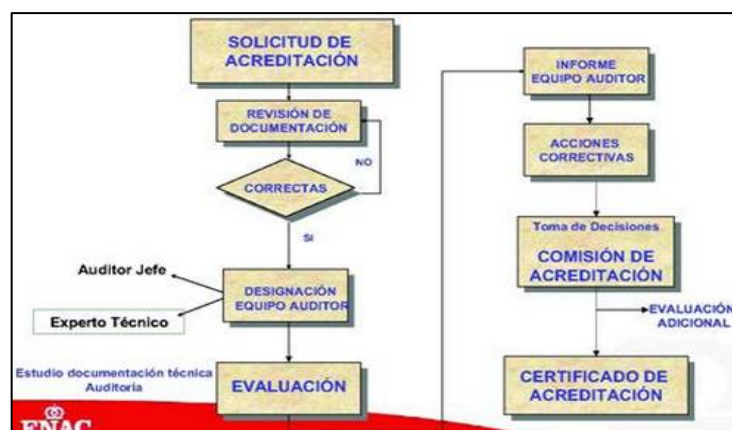 SOLICITUD DE
ACREDITACIÓN
REVISIÓN DE
DOCUMENTACIÓN
NO
CORRECTAS
SI
Auditor Jefe
Experto Técnico
DESIGNACIÓN
EQUIPO AUDITOR
Estudio documentación técnica
Auditoria
EVALUACIÓN
ENAC
INFORME
EQUIPO AUDITOR
ACCIONES
CORRECTIVAS
Toma de Decisiones
COMISIÓN DE
ACREDITACIÓN
EVALUACIÓN
ADICIONAL
CERTIFICADO DE
ACREDITACIÓN